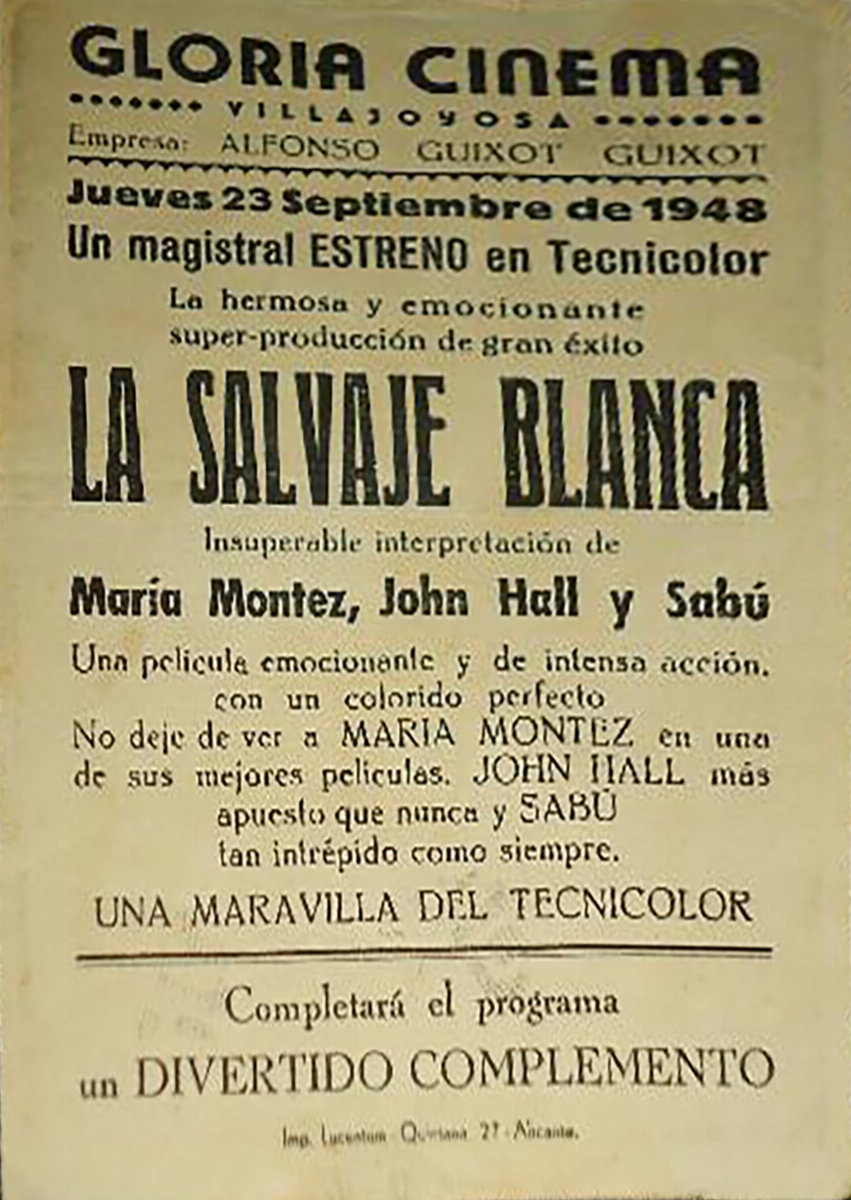 GLORIA CINEMA
VILLAJOYOSA
Empresa: ALFONSO GUIXOT GUIXOT
Jueves 23 Septiembre de 1948
Un magistral ESTRENO en Tecnicolor
La hermosa y emocionante
super-producción de gran éxito
LA SALVAJE BLANCA
Insuperable interpretación de
María Montez, John Hall y Sabú
Una película emocionante y de intensa acción,
con un colorido perfecto
No deje de ver a MARIA MONTEZ en una
de sus mejores películas. JOHN HALL más
apuesto que nunca y SABÚ
tan intrépido como siempre.
UNA MARAVILLA DEL TECNICOLOR
Completará el programa
un DIVERTIDO COMPLEMENTO
Imp. Lucentum Quintana 27 - Alicante.